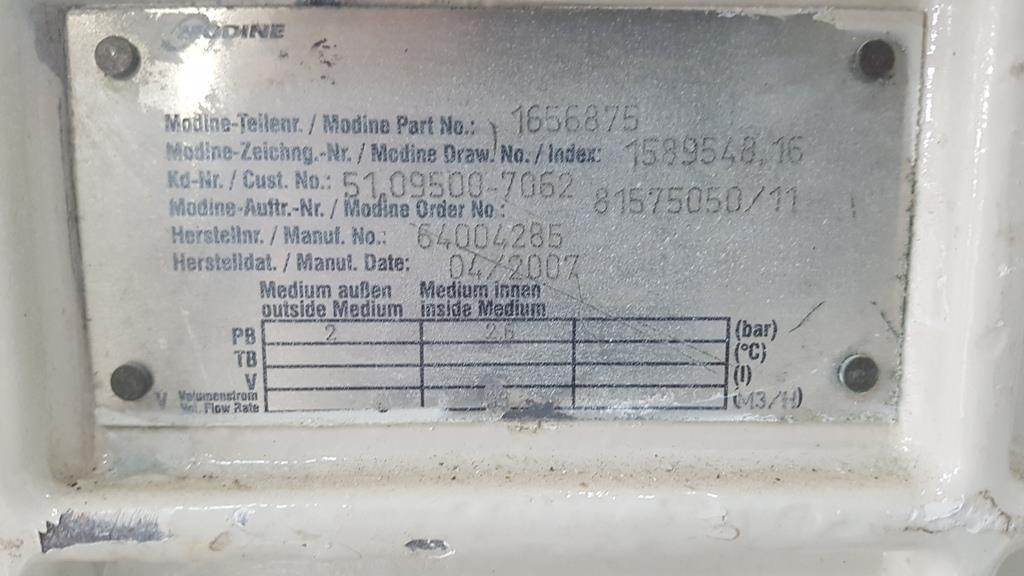 MODINE
Modine-Teilenr. / Modine Part No.: 1656875
Modine-Zeichng.-Nr. / Modine Draw. No. / Index: 1589548.16
Kd-Nr. / Cust. No.: 51.09500-7062
Modine-Auftr.-Nr. / Modine Order No.: 81575050/11
Herstellnr. / Manuf. No.: 64004285
Herstelldat. / Manuf. Date: 04/2007
Medium außen Medium innen
outside Medium inside Medium
PB 2 2.6 (bar)
TB (°C)
V (l)
V Volumenstrom (M3/H)
Vol. Flow Rate